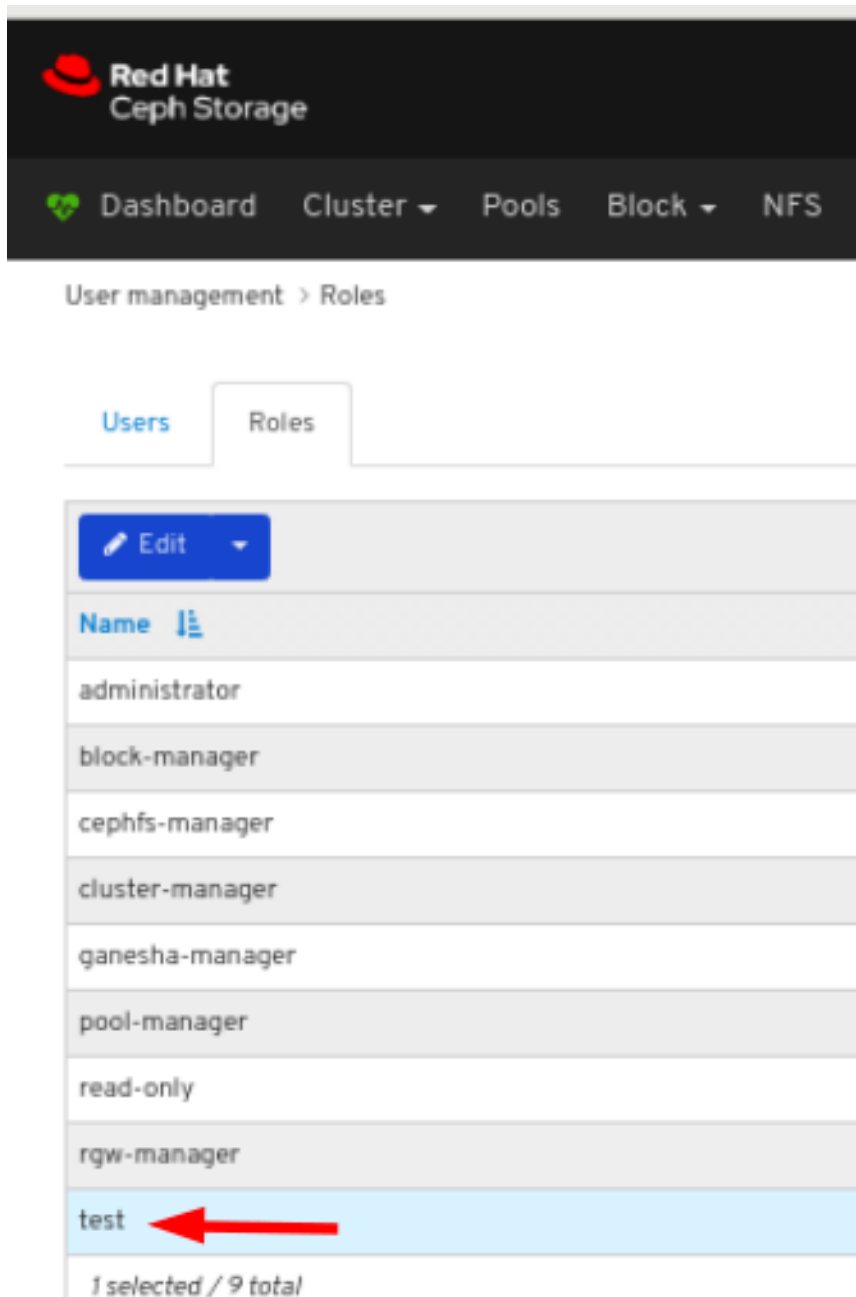 Red Hat
Ceph Storage
Dashboard Cluster Pools Block NFS
User management > Roles
Users Roles
Edit
Name
administrator
block-manager
cephfs-manager
cluster-manager
ganesha-manager
pool-manager
read-only
rgw-manager
test
1 selected / 9 total